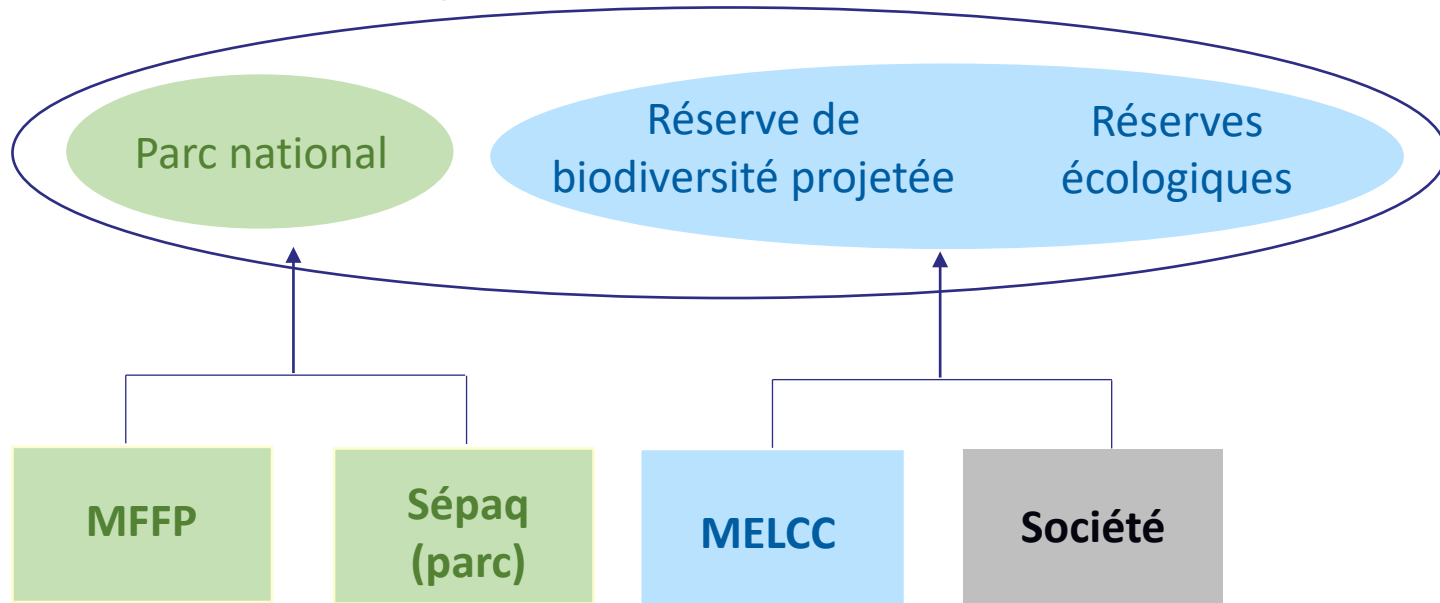 Parc national
Réserve de
biodiversité projetée
Réserves
écologiques
MFFP
Sépaq
(parc)
MELCC
Société